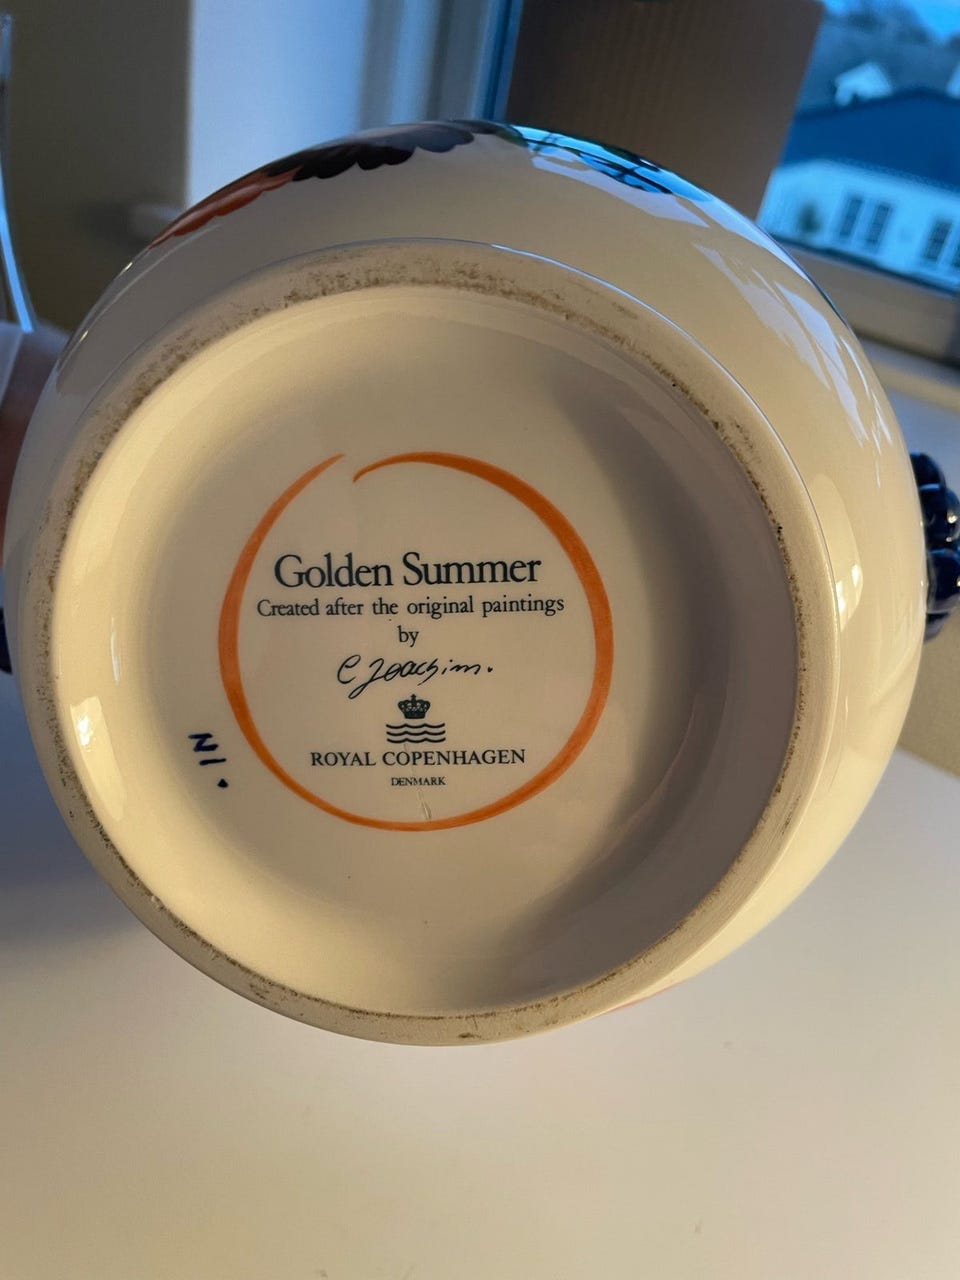 Golden Summer
Created after the original paintings
by
C Joachim.
ROYAL COPENHAGEN
DENMARK